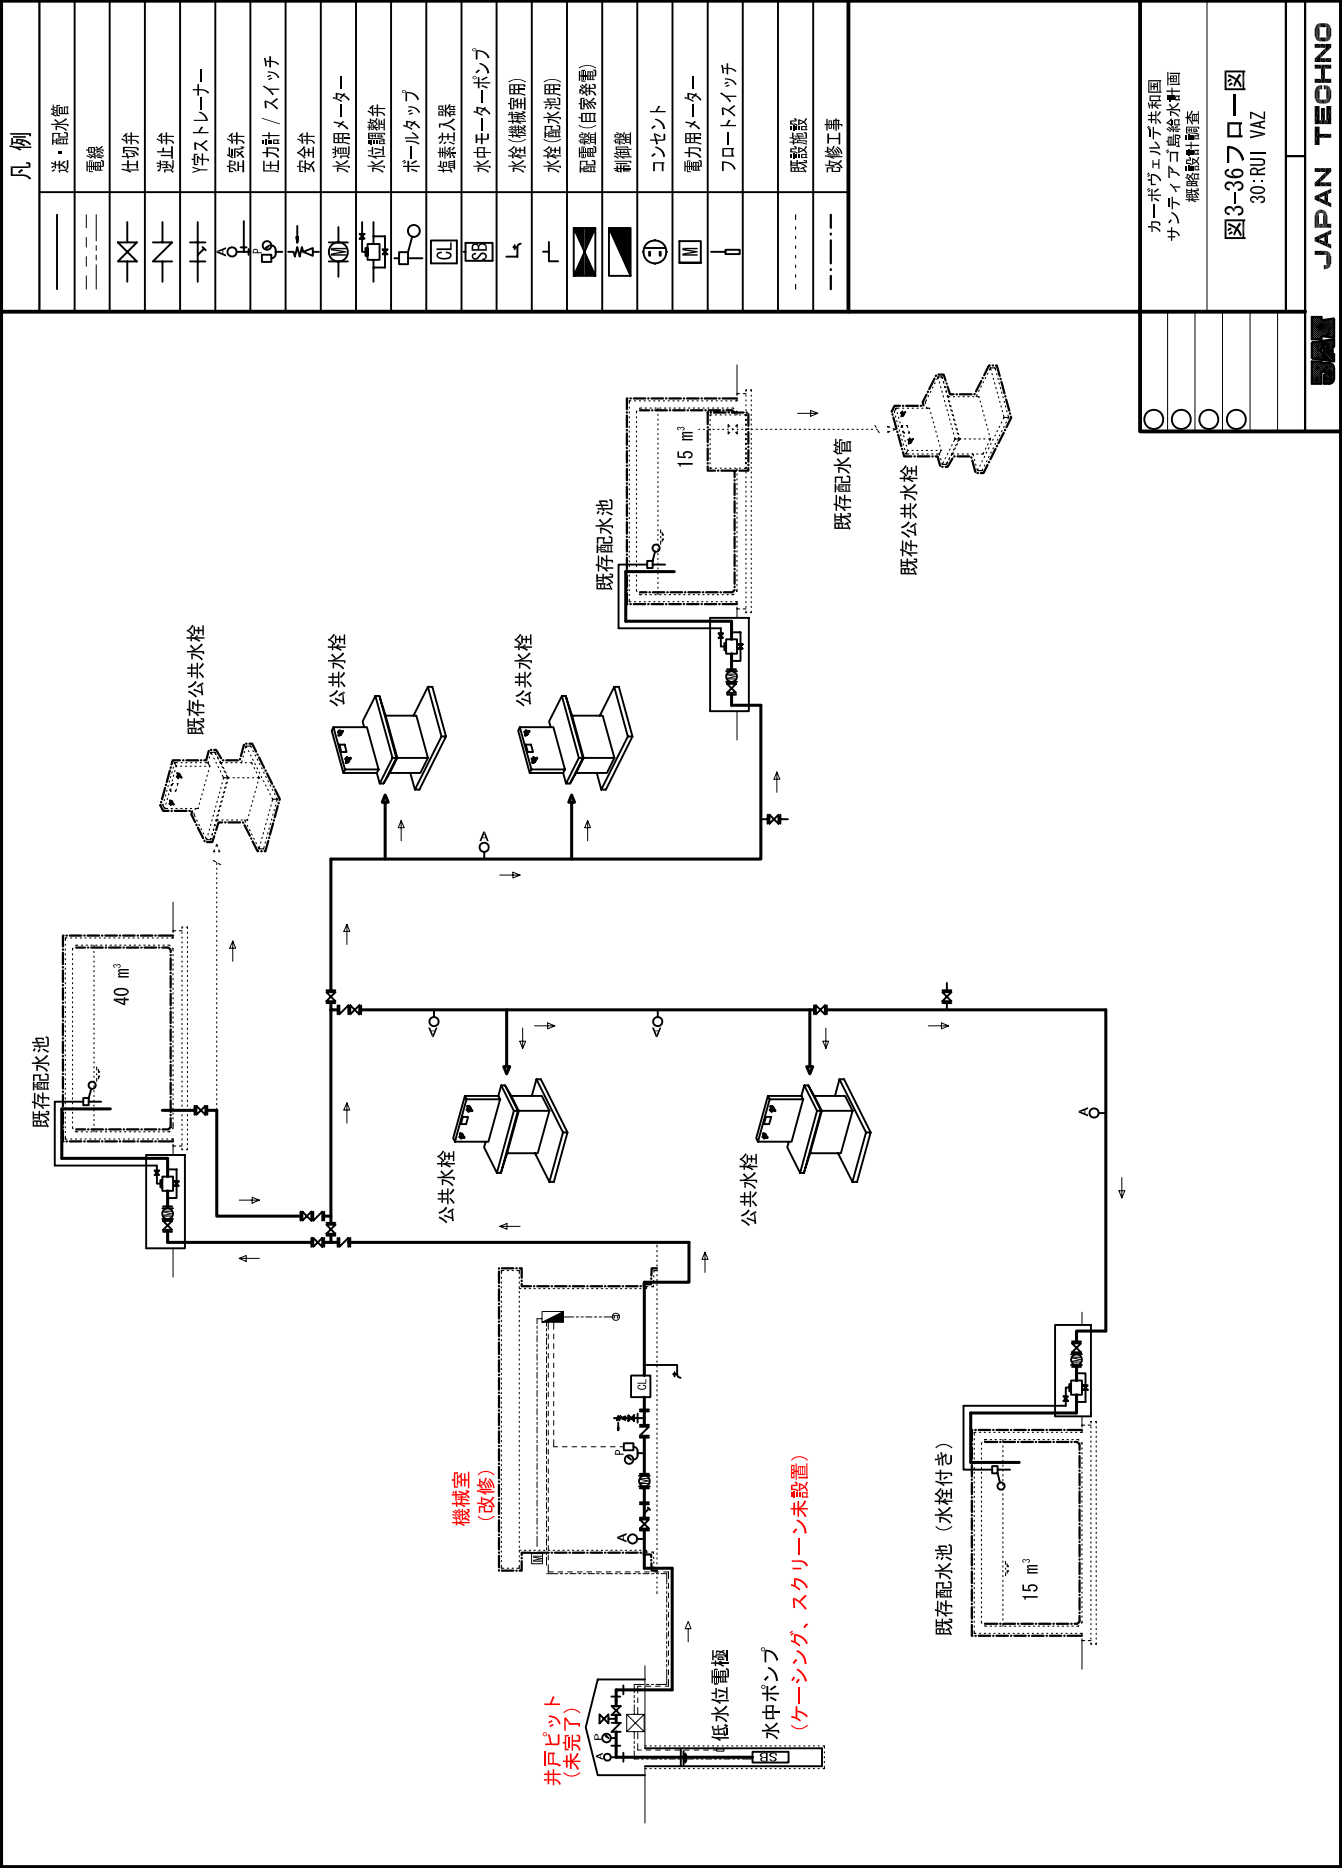 凡 例
送・配水管
電線
仕切弁
逆止弁
Y字ストレーナー
空気弁
圧力計 / スイッチ
安全弁
水道用メーター
水位調整弁
ボールタップ
塩素注入器
水中モーターポンプ
水栓(機械室用)
水栓(配水池用)
配電盤(自家発電)
制御盤
コンセント
電力用メーター
フロートスイッチ
既設施設
改修工事
A
P
M
CL
SB
M
カーボヴェルデ共和国
サンティアゴ島給水計画
概略設計調査
図3-36フロー図
30:RUI VAZ
JAPAN TECHNO
既存配水池
40 m³
既存公共水栓
公共水栓
公共水栓
A
既存配水池
15 m³
既存配水管
既存公共水栓
A
A
公共水栓
公共水栓
A
機械室
(改修)
M
A
P
CL
井戸ピット
(未完了)
A
P
SB
低水位電極
水中ポンプ
(ケーシング、スクリーン未設置)
既存配水池 (水栓付き)
15 m³